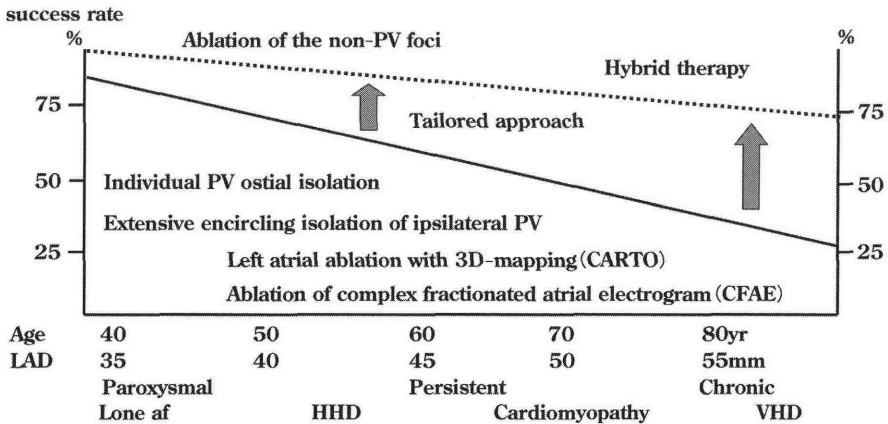 success rate
% Ablation of the non-PV foci %
Hybrid therapy
75 Tailored approach 75
50 Individual PV ostial isolation 50
Extensive encircling isolation of ipsilateral PV
25 Left atrial ablation with 3D-mapping(CARTO) 25
Ablation of complex fractionated atrial electrogram(CFAE)
Age 40 50 60 70 80yr
LAD 35 40 45 50 55mm
Paroxysmal Persistent Chronic
Lone af HHD Cardiomyopathy VHD